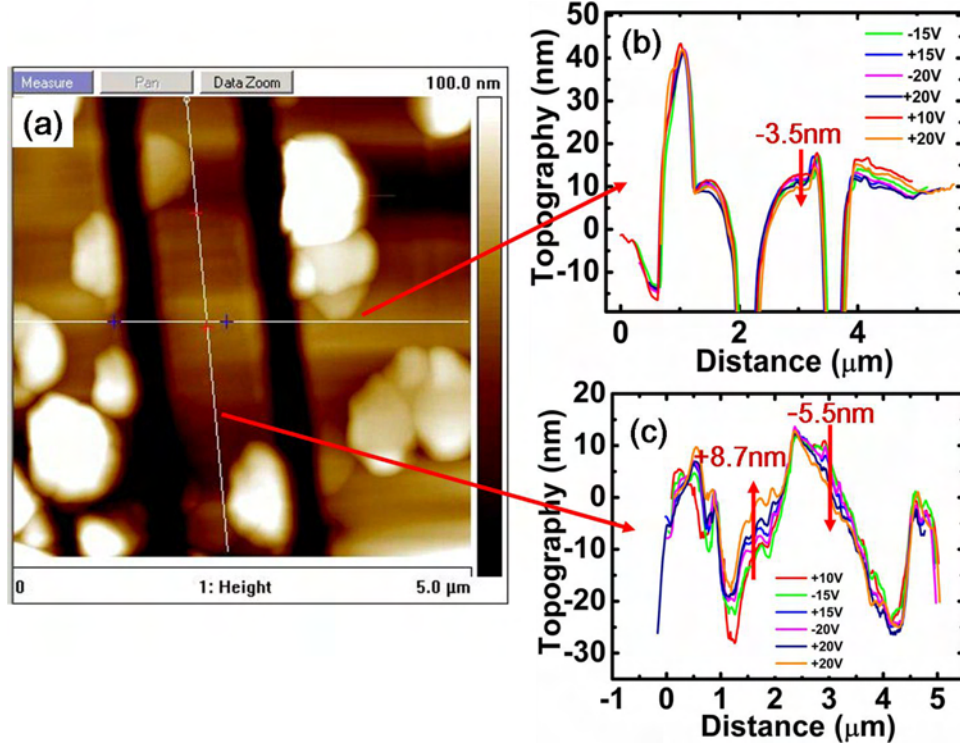 Measure
Pan
Data Zoom
100.0 nm
(a)
0
1: Height
5.0 µm
(b)
Topography (nm)
50
40
30
20
10
0
-10
-15V
+15V
-20V
+20V
+10V
+20V
-3.5nm
0
2
4
Distance (µm)
(c)
Topography (nm)
20
10
0
-10
-20
-30
-5.5nm
+8.7nm
+10V
-15V
+15V
-20V
+20V
+20V
-1
0
1
2
3
4
5
Distance (µm)